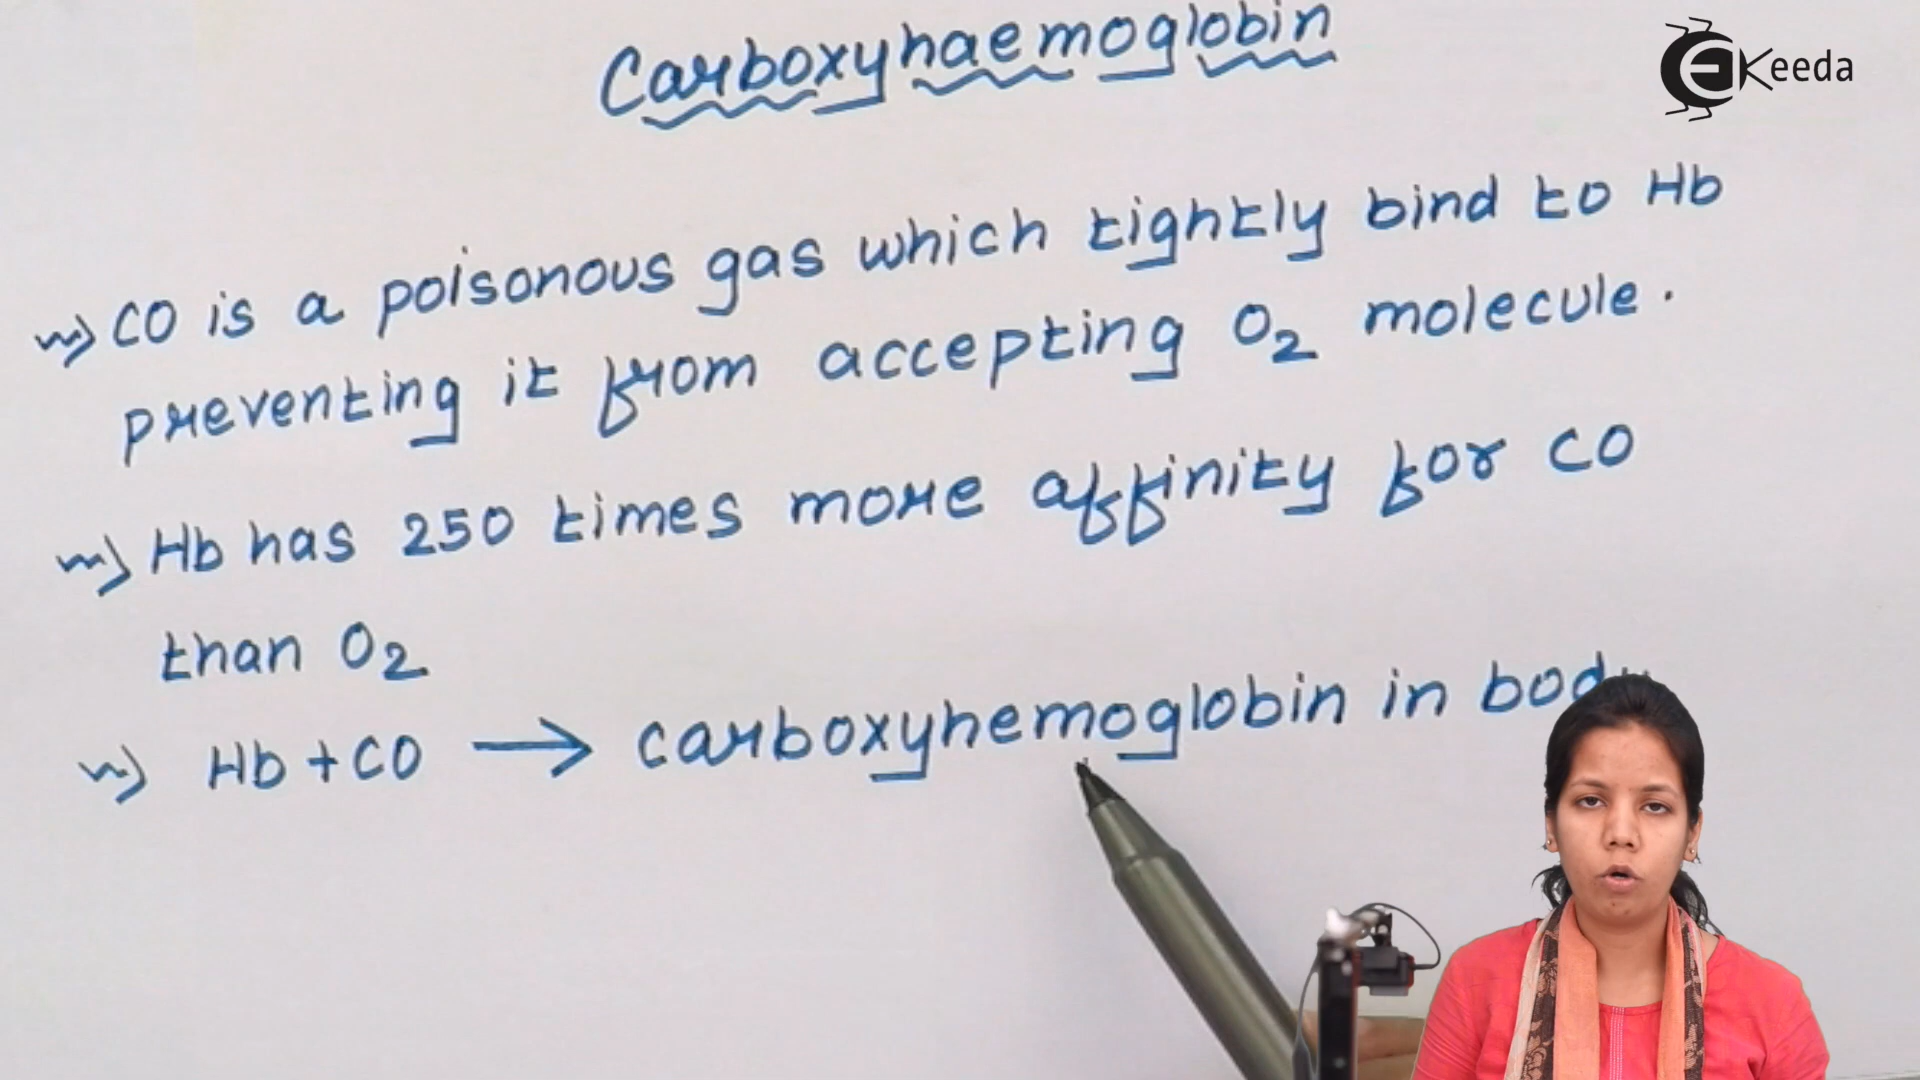 Carboxyhaemoglobin
EKeeda
CO is a poisonous gas which tightly bind to Hb
preventing it from accepting O2 molecule.
Hb has 250 times more affinity for CO
than O2
Hb + CO → carboxyhemoglobin in body